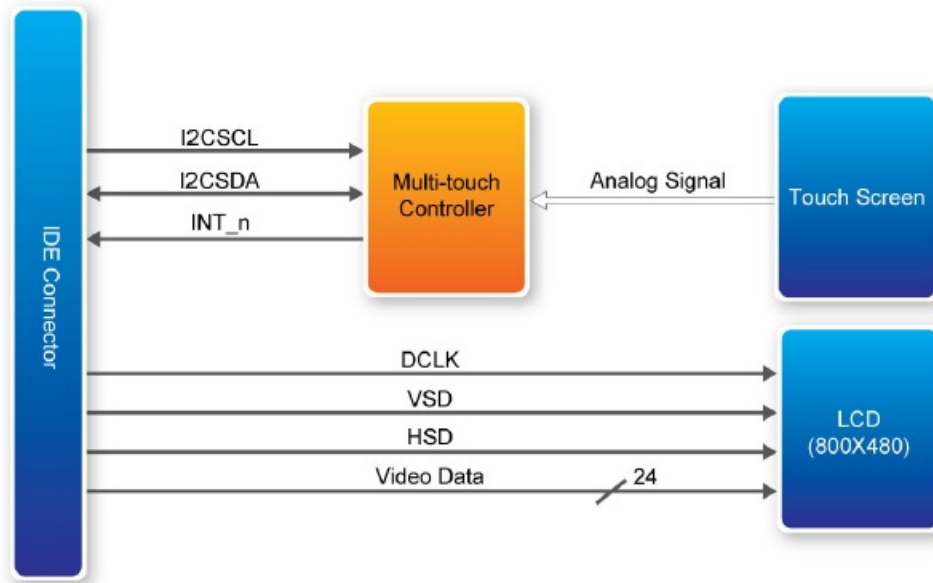 IDE Connector
I2CSCL
I2CSDA
INT_n
Multi-touch
Controller
Analog Signal
Touch Screen
DCLK
VSD
HSD
Video Data
24
LCD
(800X480)